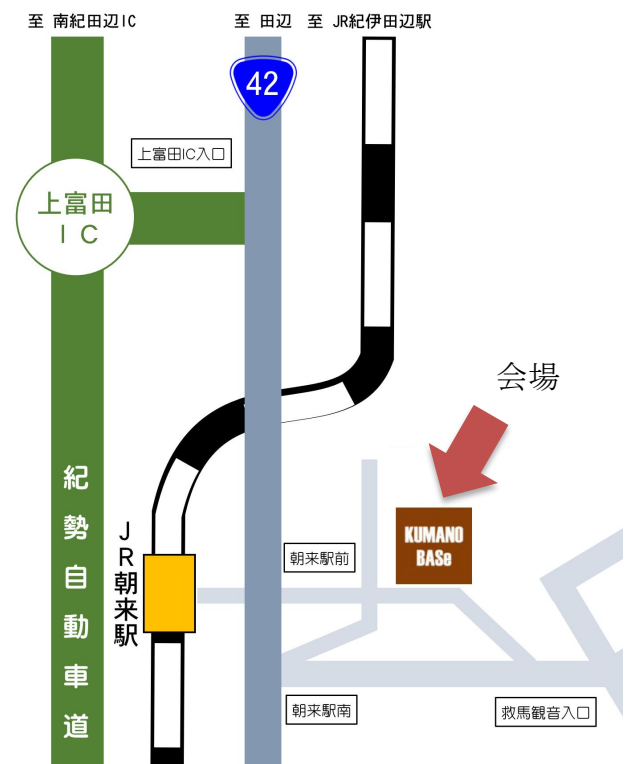 至 南紀田辺IC
至 田辺
至 JR紀伊田辺駅
42
上富田IC入口
上富田
IC
会場
紀勢自動車道
JR朝来駅
KUMANO
BASe
朝来駅前
朝来駅南
救馬観音入口